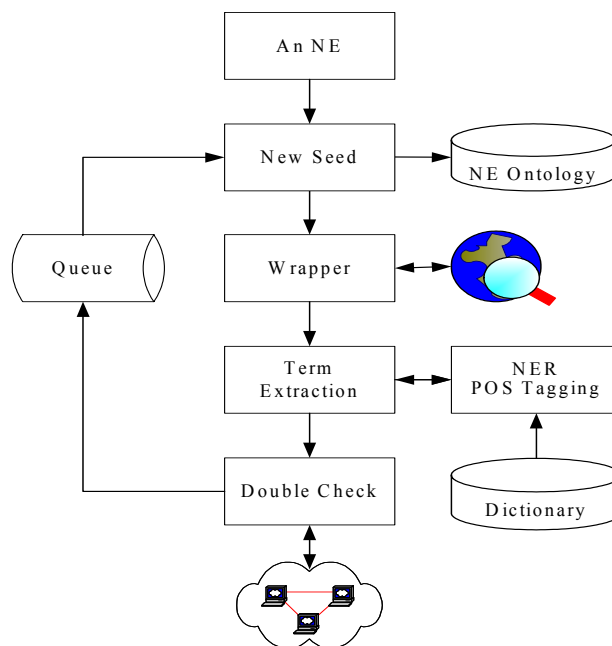 An NE
New Seed
NE Ontology
Queue
Wrapper
Term
Extraction
NER
POS Tagging
Double Check
Dictionary